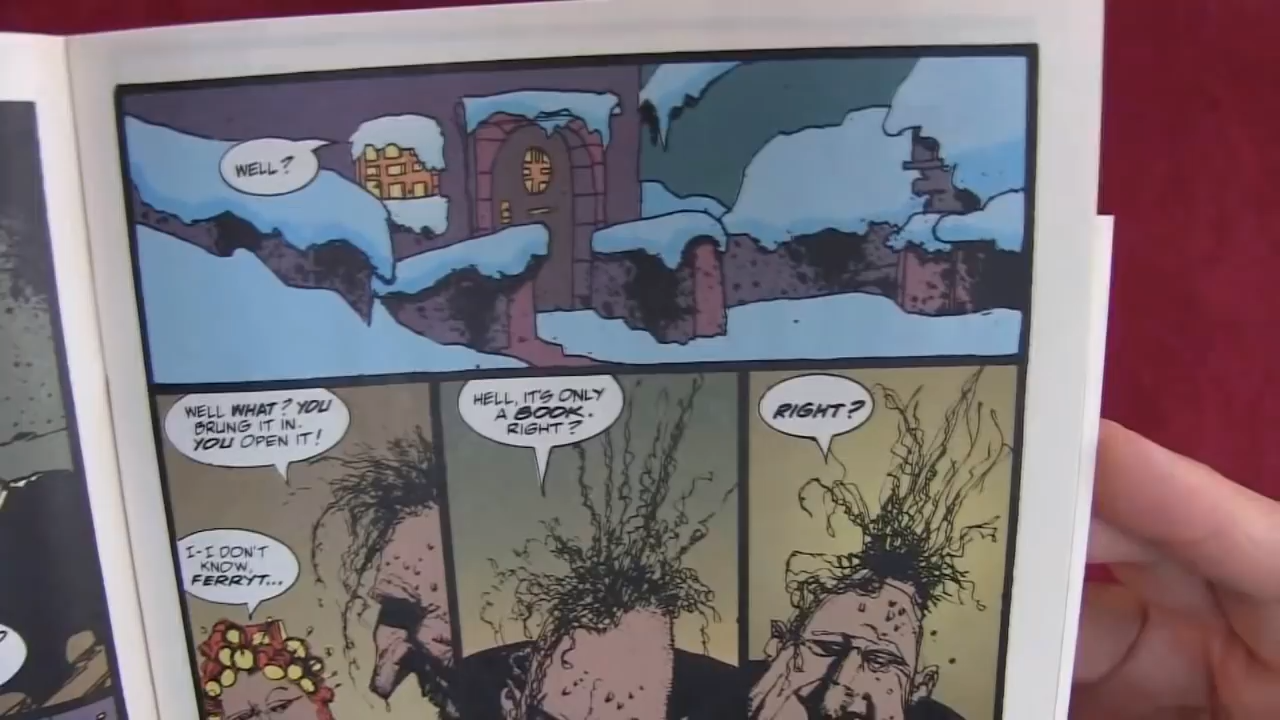 WELL?
WELL WHAT? YOU
BRUNG IT IN.
YOU OPEN IT!
I-I DON'T
KNOW,
FERRYT...
HELL, IT'S ONLY
A BOOK.
RIGHT?
RIGHT?
?